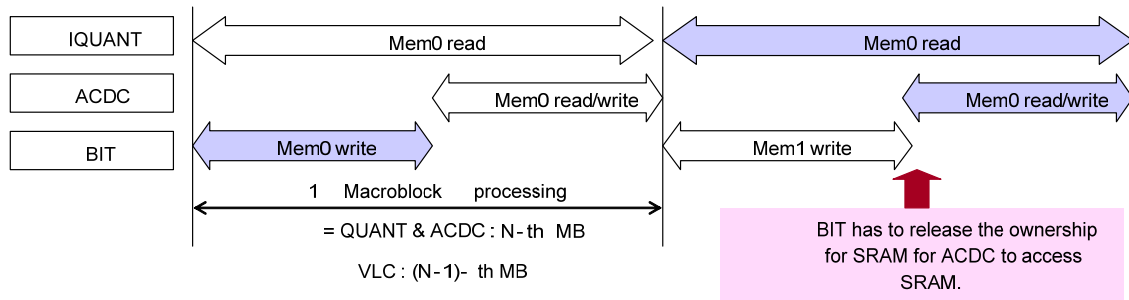 IQUANT
Mem0 read
Mem0 read
ACDC
Mem0 read/write
Mem0 read/write
BIT
Mem0 write
Mem1 write
1 Macroblock processing
= QUANT & ACDC : N-th MB
VLC : (N-1)- th MB
BIT has to release the ownership
for SRAM for ACDC to access
SRAM.